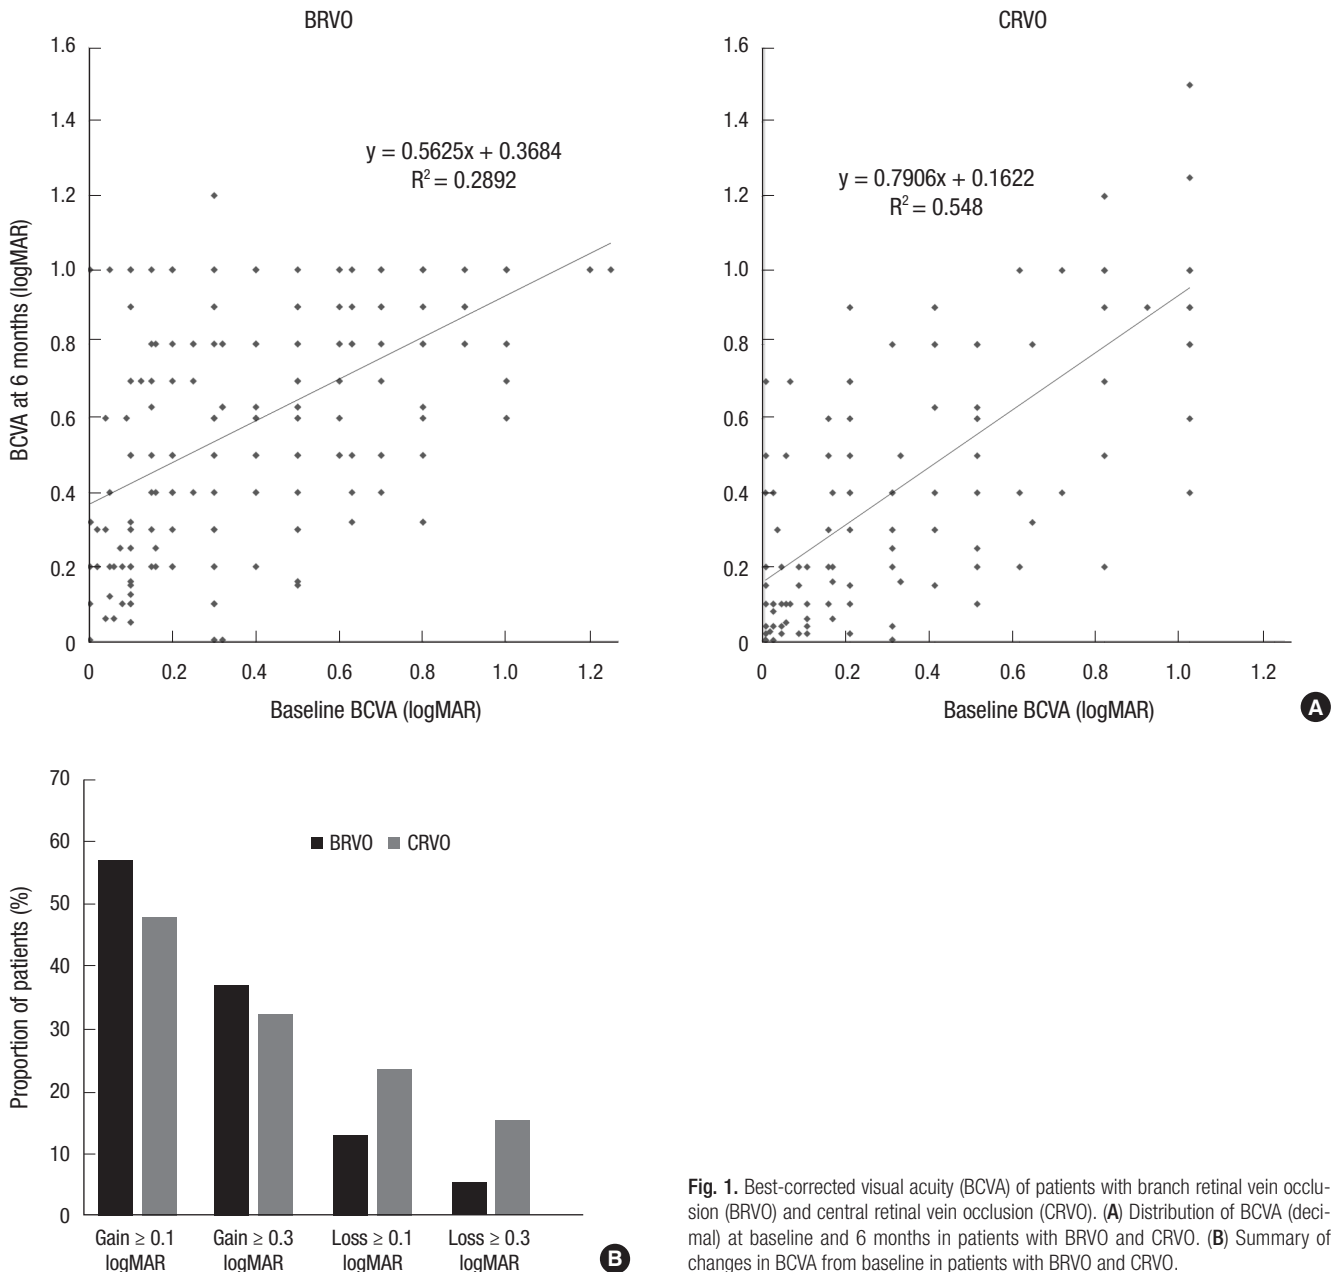 BRVO
1.6
1.4
1.2
1.0
0.8
0.6
0.4
0.2
0
BCVA at 6 months (logMAR)
y = 0.5625x + 0.3684
R² = 0.2892
0 0.2 0.4 0.6 0.8 1.0 1.2
Baseline BCVA (logMAR)
CRVO
1.6
1.4
1.2
1.0
0.8
0.6
0.4
0.2
0
y = 0.7906x + 0.1622
R² = 0.548
0 0.2 0.4 0.6 0.8 1.0 1.2
Baseline BCVA (logMAR)
A
70
60
50
40
30
20
10
0
Proportion of patients (%)
BRVO CRVO
Gain ≥ 0.1 Gain ≥ 0.3 Loss ≥ 0.1 Loss ≥ 0.3
logMAR logMAR logMAR logMAR
B
Fig. 1. Best-corrected visual acuity (BCVA) of patients with branch retinal vein occlu-
sion (BRVO) and central retinal vein occlusion (CRVO). (A) Distribution of BCVA (deci-
mal) at baseline and 6 months in patients with BRVO and CRVO. (B) Summary of
changes in BCVA from baseline in patients with BRVO and CRVO.